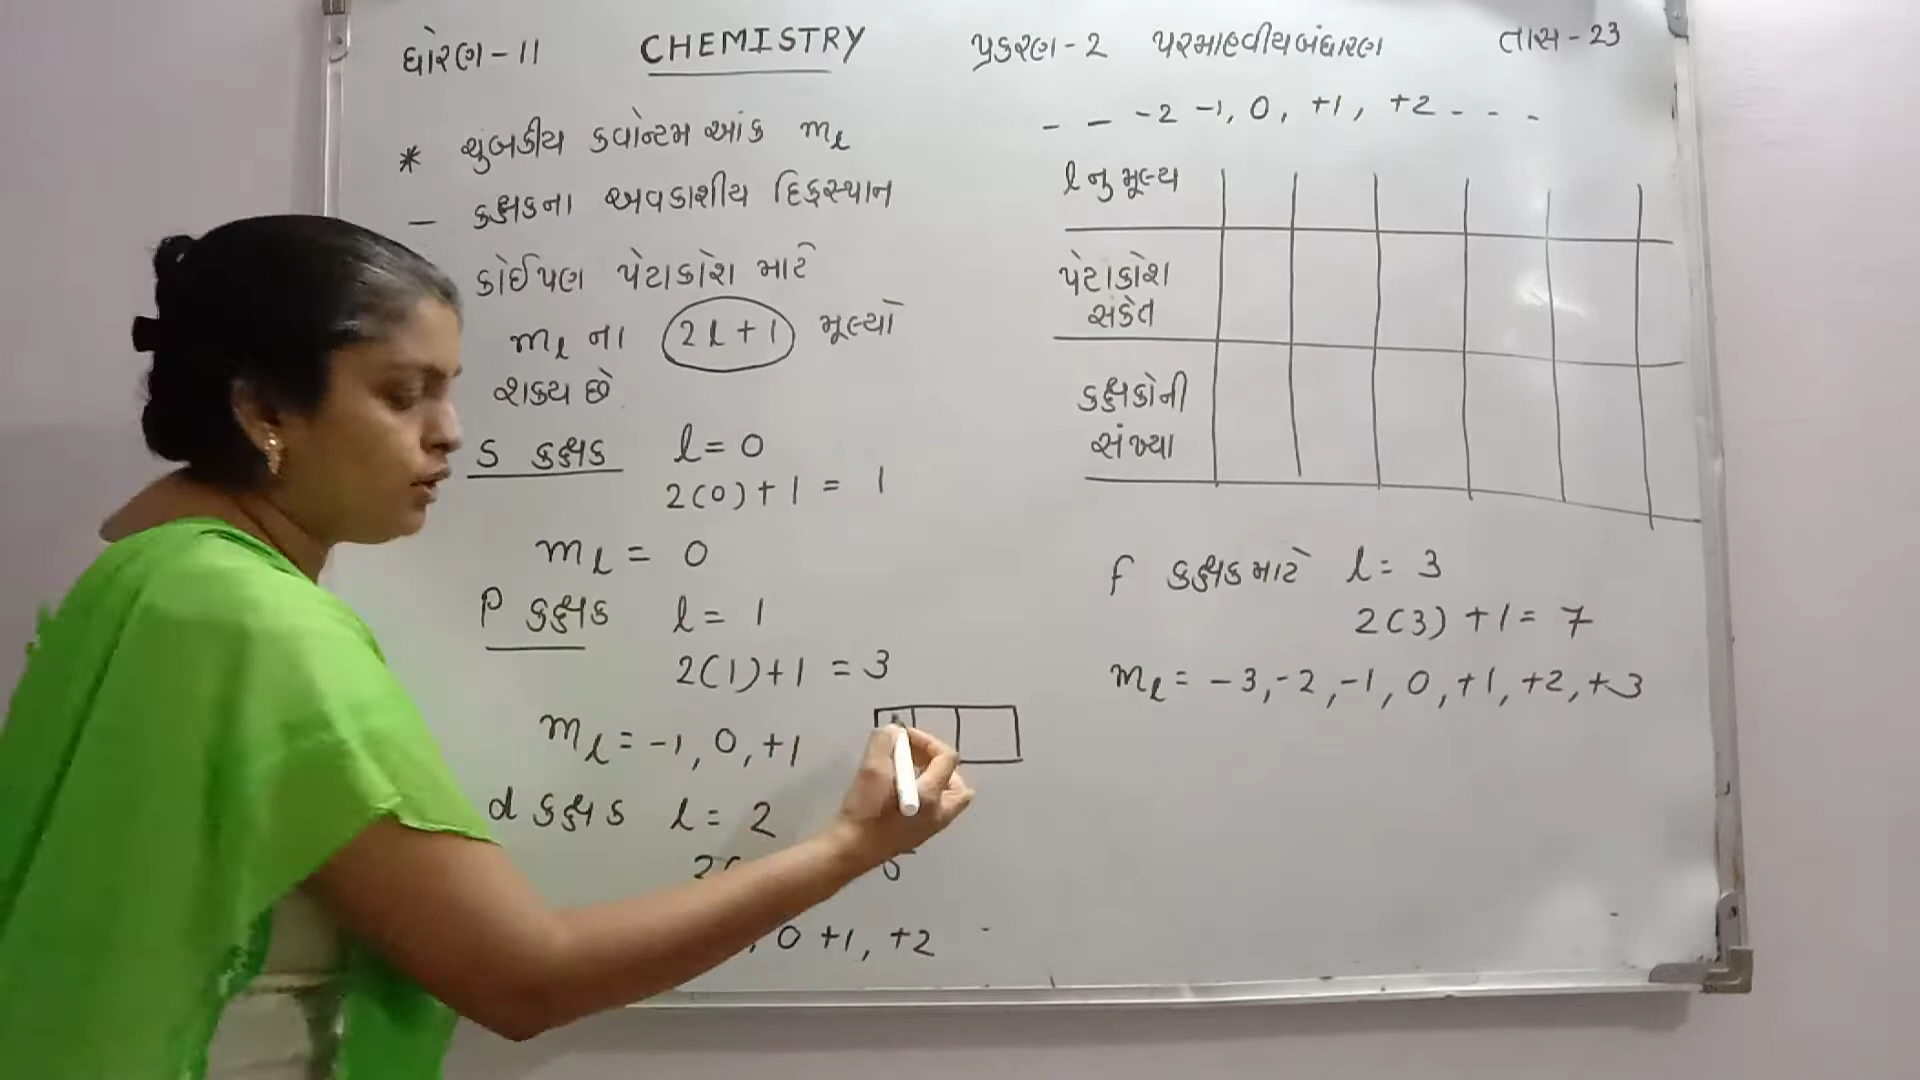 ધોરણ - 11 CHEMISTRY પ્રકરણ - 2 પરમાણ્વીય બંધારણ તાસ - 23
* ચુંબકીય ક્વોન્ટમ આંક mℓ
– કક્ષકના અવકાશીય દિક્સ્થાન
કોઈપણ પેટાકોશ માટે
mℓ ના 2ℓ + 1 મૂલ્યો
શક્ય છે
S કક્ષક ℓ = 0
2(0) + 1 = 1
mℓ = 0
P કક્ષક ℓ = 1
2(1) + 1 = 3
mℓ = -1, 0, +1
d કક્ષક ℓ = 2
0 +1, +2
- - -2 -1, 0, +1, +2 - - -
ℓ નુ મૂલ્ય
પેટાકોશ
સંકેત
કક્ષકોની
સંખ્યા
f કક્ષક માટે ℓ = 3
2(3) + 1 = 7
mℓ = -3, -2, -1, 0, +1, +2, +3